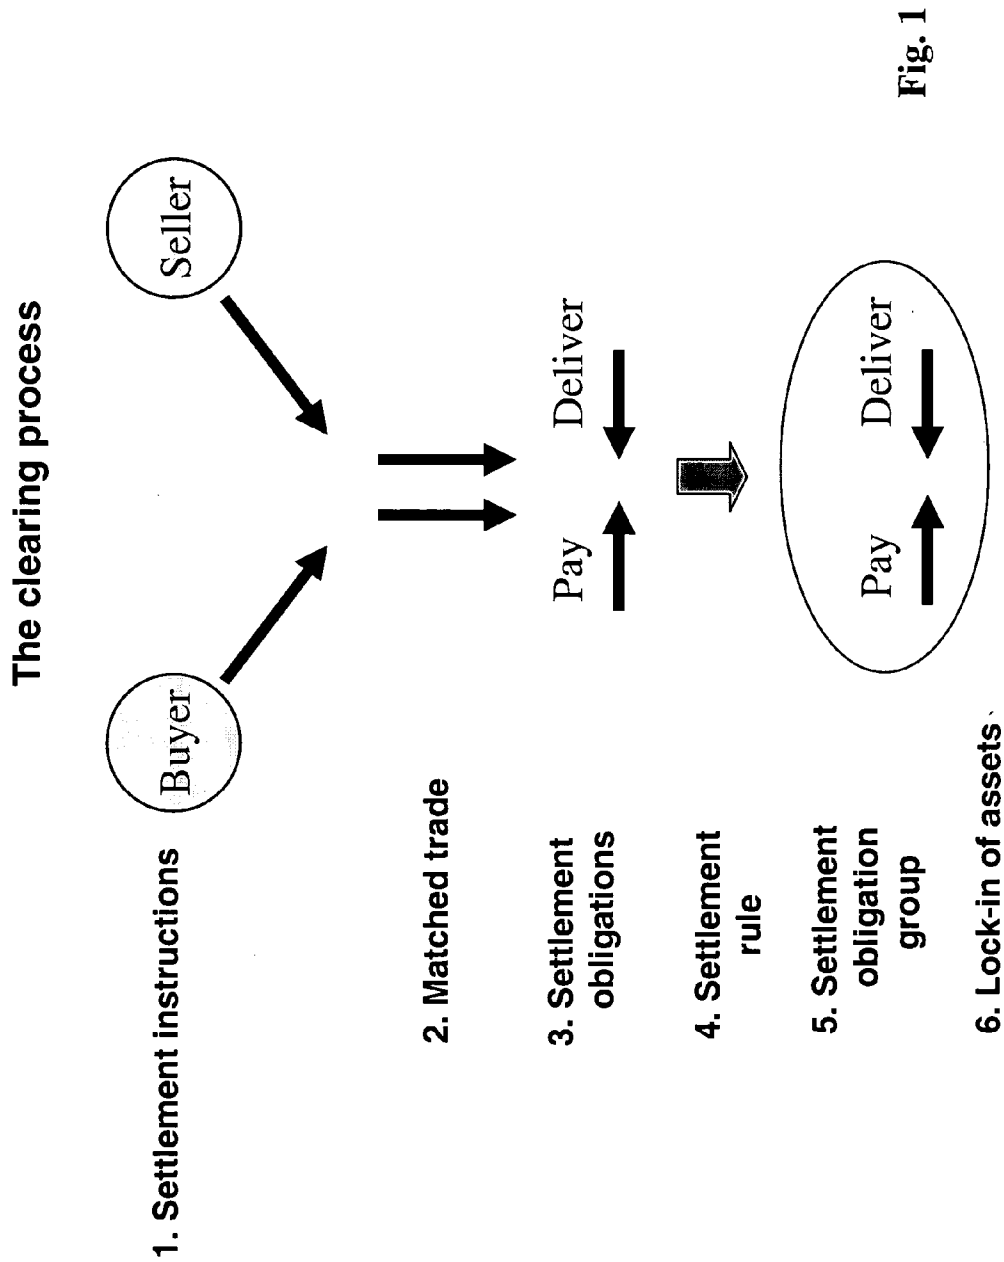 The clearing process
1. Settlement instructions
Buyer
Seller
2. Matched trade
3. Settlement
obligations
Pay
Deliver
4. Settlement
rule
5. Settlement
obligation
group
Pay
Deliver
6. Lock-in of assets
Fig. 1